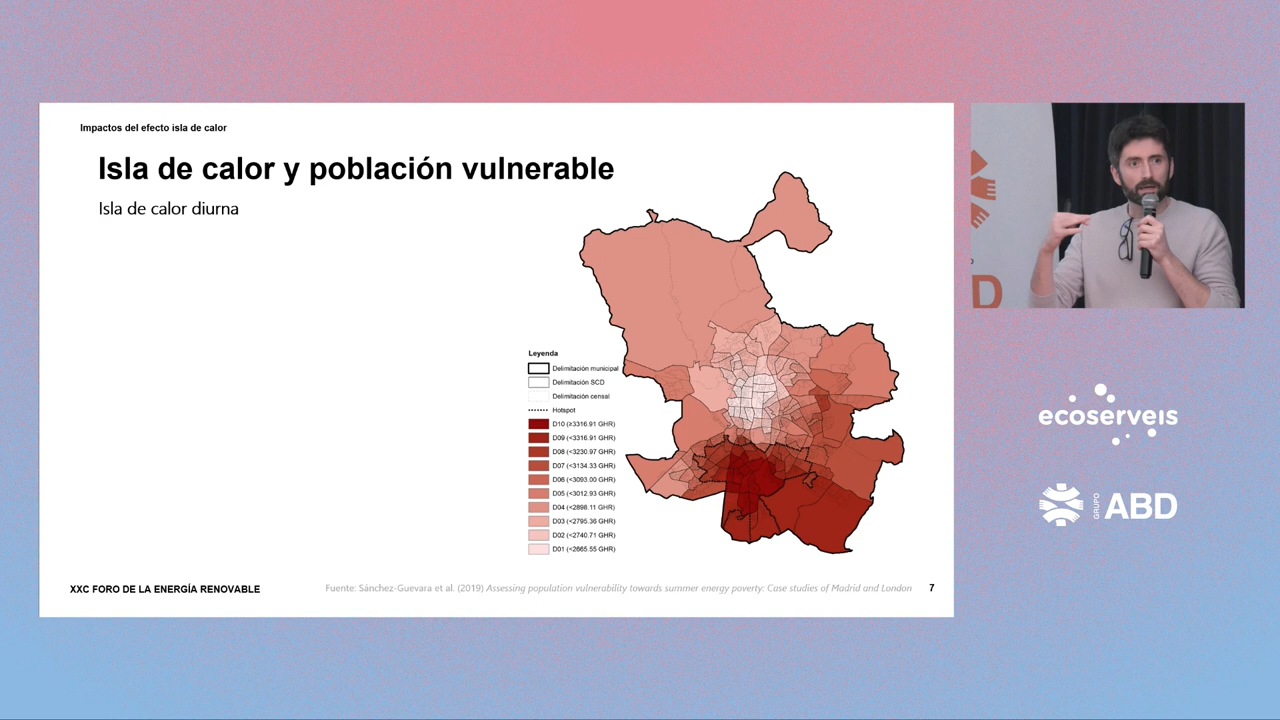 Impactos del efecto isla de calor
Isla de calor y población vulnerable
Isla de calor diurna
Leyenda
Delimitación municipal
Delimitación SCD
Delimitación censal
Hotspot
D10 (≥3316.91 GHR)
D09 (<3316.91 GHR)
D08 (<3230.97 GHR)
D07 (<3134.33 GHR)
D06 (<3093.00 GHR)
D05 (<3012.93 GHR)
D04 (<2898.11 GHR)
D03 (<2795.36 GHR)
D02 (<2740.71 GHR)
D01 (<2665.55 GHR)
XXC FORO DE LA ENERGÍA RENOVABLE
Fuente: Sánchez-Guevara et al. (2019) Assessing population vulnerability towards summer energy poverty: Case studies of Madrid and London
7
D
ecoserveis
GRUPO ABD